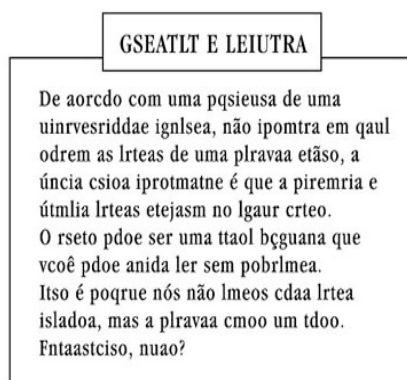 GSEATLT E LEIUTRA
De aorcdo com uma pqsieusa de uma
uinrvesriddae ignlsea, não ipomtra em qaul
odrem as lrteas de uma plravaa etãso, a
úncia csioa iprotmatne é que a piremria e
útmlia lrteas etejasm no lgaur crteo.
O rseto pdoe ser uma ttaol bçguana que
vcoê pdoe anida ler sem pobrlmea.
Itso é poqrue nós não lmeos cdaa lrtea
isladoa, mas a plravaa cmoo um tdoo.
Fntaastciso, nuao?